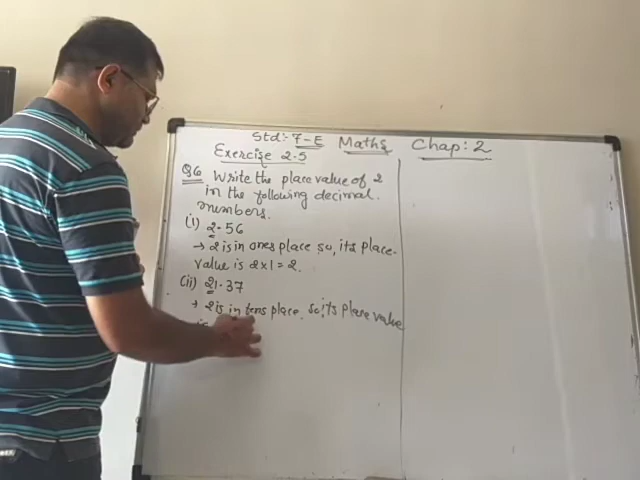 Std:- 7-E Maths Chap: 2
Exercise 2.5
Q6 Write the place value of 2
in the following decimal
numbers.
(i) 2.56
→ 2 is in ones place so, its place
value is 2x1 = 2.
(ii) 21.37
→ 2 is in tens place. so, its place value
is